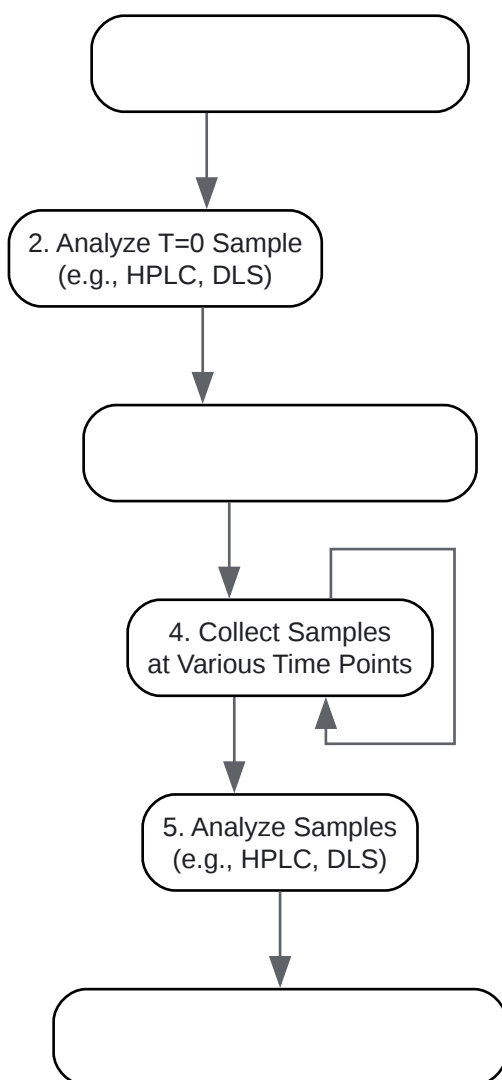 2. Analyze T=0 Sample
(e.g., HPLC, DLS)
4. Collect Samples
at Various Time Points
5. Analyze Samples
(e.g., HPLC, DLS)